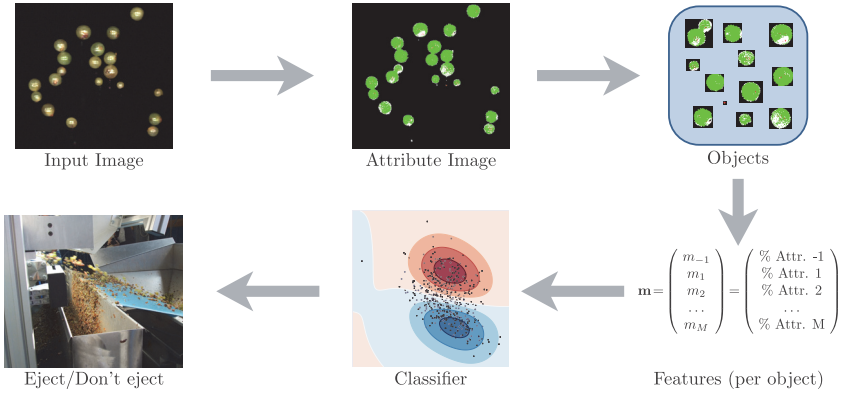 Input Image
Attribute Image
Objects
m = ( m₋₁ ) = ( % Attr. -1 )
m₁ % Attr. 1
m₂ % Attr. 2
... ...
m_M % Attr. M
Eject/Don't eject
Classifier
Features (per object)